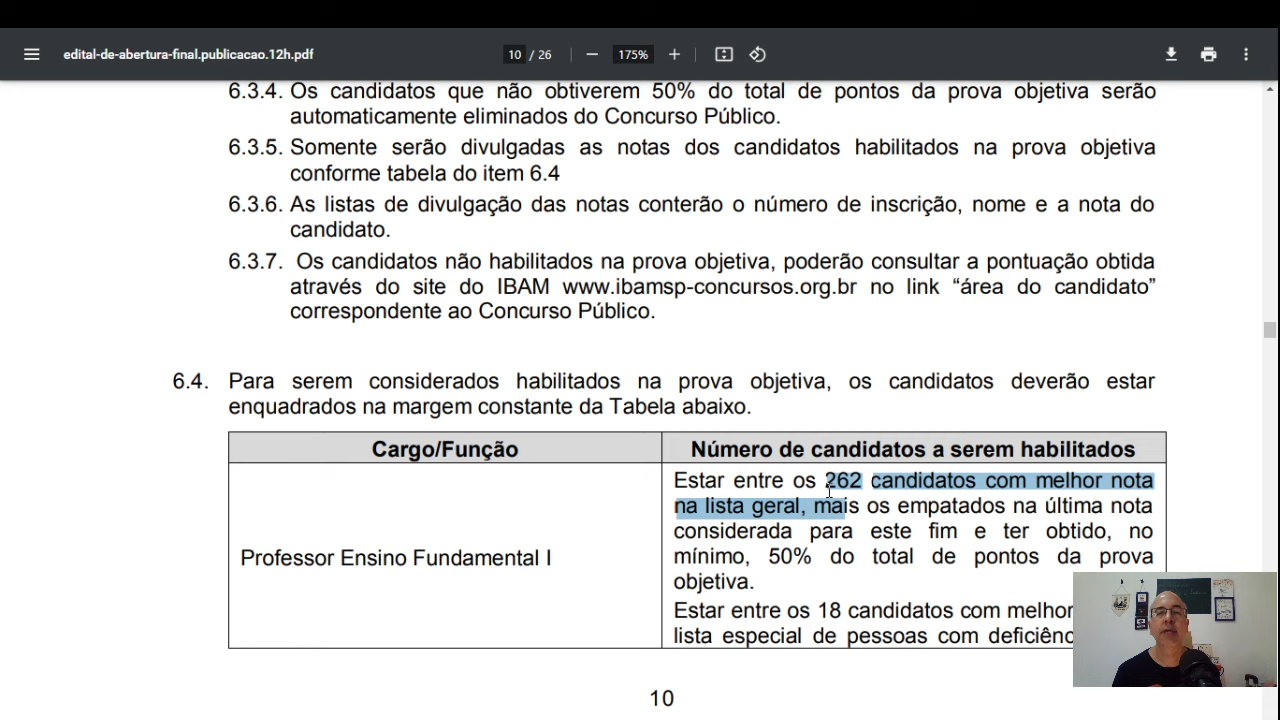 edital-de-abertura-final.publicacao.12h.pdf
10 / 26
175%
6.3.4. Os candidatos que não obtiverem 50% do total de pontos da prova objetiva serão
automaticamente eliminados do Concurso Público.
6.3.5. Somente serão divulgadas as notas dos candidatos habilitados na prova objetiva
conforme tabela do item 6.4
6.3.6. As listas de divulgação das notas conterão o número de inscrição, nome e a nota do
candidato.
6.3.7. Os candidatos não habilitados na prova objetiva, poderão consultar a pontuação obtida
através do site do IBAM www.ibamsp-concursos.org.br no link “área do candidato”
correspondente ao Concurso Público.
6.4. Para serem considerados habilitados na prova objetiva, os candidatos deverão estar
enquadrados na margem constante da Tabela abaixo.
Cargo/Função
Número de candidatos a serem habilitados
Professor Ensino Fundamental I
Estar entre os 262 candidatos com melhor nota
na lista geral, mais os empatados na última nota
considerada para este fim e ter obtido, no
mínimo, 50% do total de pontos da prova
objetiva.
Estar entre os 18 candidatos com melhor
lista especial de pessoas com
10